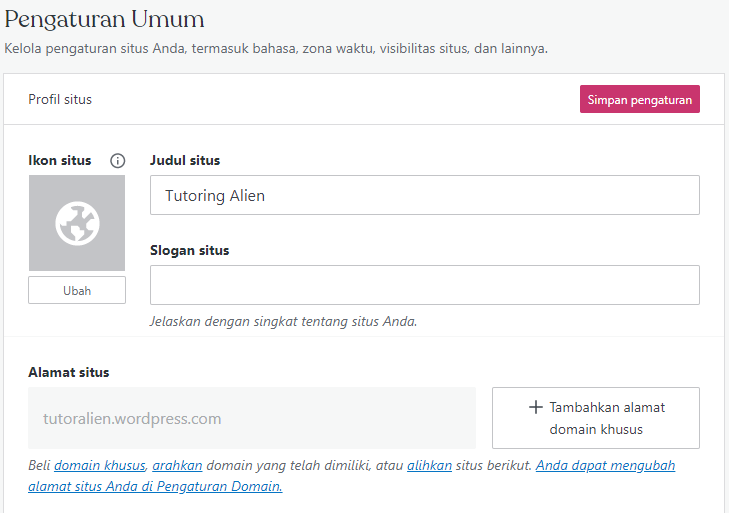 Pengaturan Umum
Kelola pengaturan situs Anda, termasuk bahasa, zona waktu, visibilitas situs, dan lainnya.
Profil situs
Simpan pengaturan
Ikon situs
Judul situs
Tutoring Alien
Ubah
Slogan situs
Jelaskan dengan singkat tentang situs Anda.
Alamat situs
tutoralien.wordpress.com
Tambahkan alamat
domain khusus
Beli domain khusus, arahkan domain yang telah dimiliki, atau alihkan situs berikut. Anda dapat mengubah
alamat situs Anda di Pengaturan Domain.